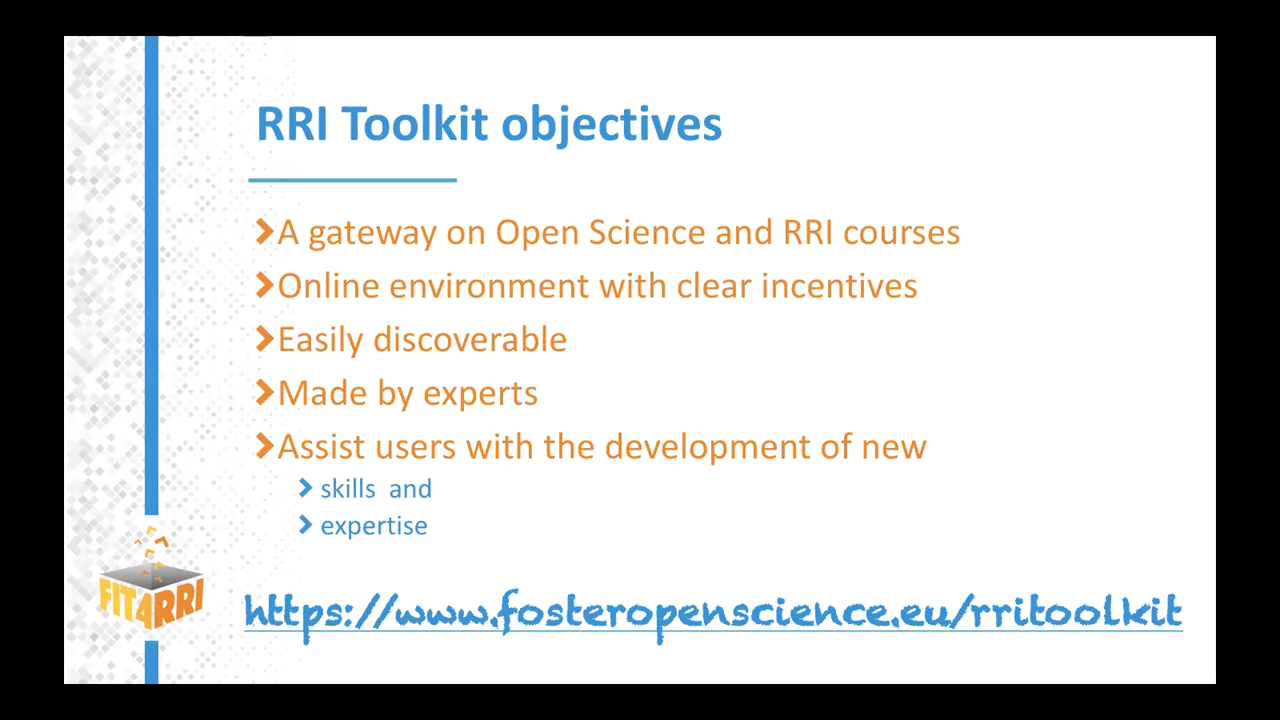 RRI Toolkit objectives
A gateway on Open Science and RRI courses
Online environment with clear incentives
Easily discoverable
Made by experts
Assist users with the development of new
skills and
expertise
FIT4RRI
https://www.fosteropenscience.eu/rritoolkit